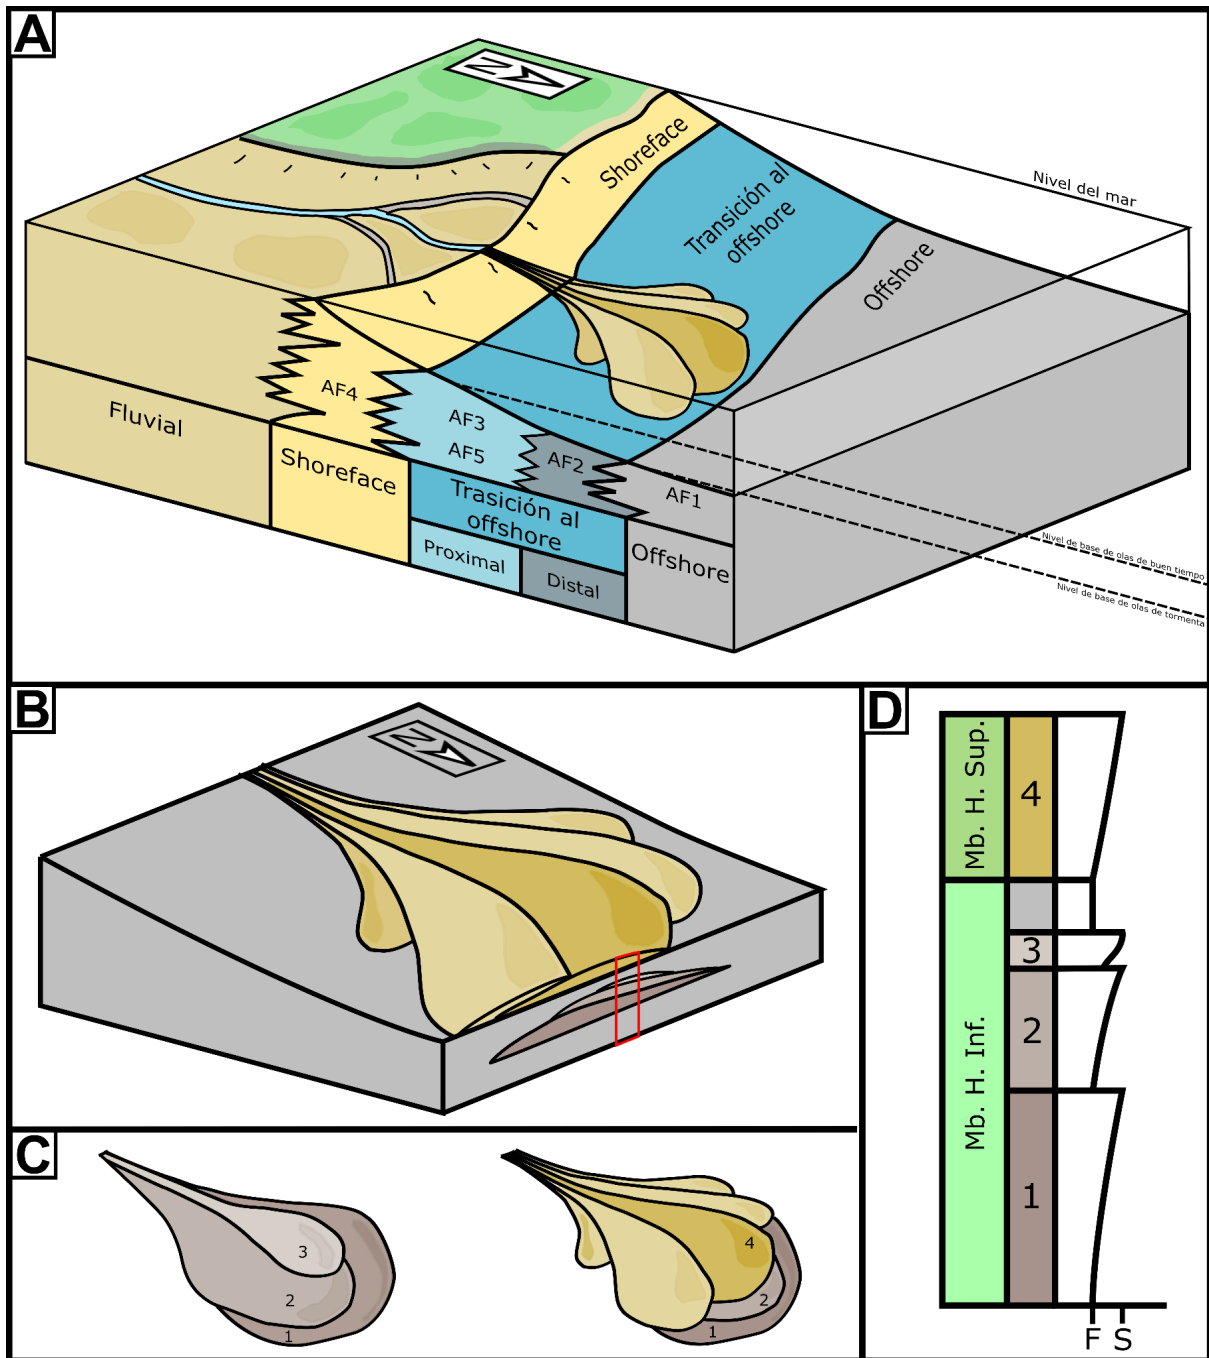 A
N
Nivel del mar
Shoreface
Transición al
offshore
Offshore
AF4
AF3
AF5
AF2
AF1
Fluvial
Shoreface
Trasición al
offshore
Proximal
Distal
Offshore
Nivel de base de olas de buen tiempo
Nivel de base de olas de tormenta
B
N
C
3
2
1
4
2
1
D
Mb. H. Sup.
4
Mb. H. Inf.
3
2
1
F S